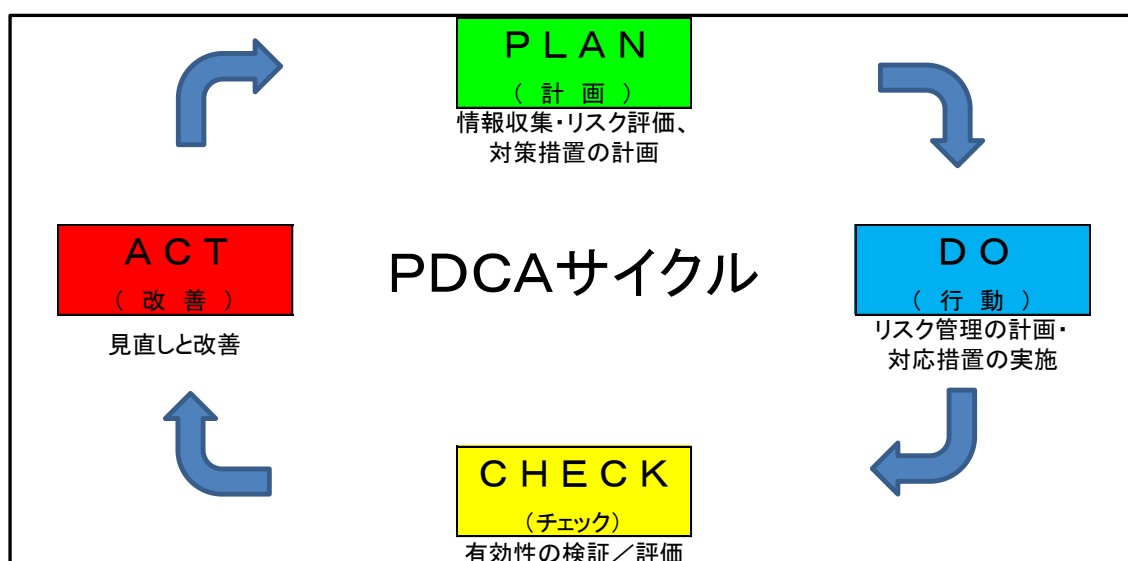 ＰＬＡＮ
（計画）
情報収集・リスク評価、
対策措置の計画
ＡＣＴ
（改善）
見直しと改善
ＰＤＣＡサイクル
ＤＯ
（行動）
リスク管理の計画・
対応措置の実施
ＣＨＥＣＫ
（チェック）
有効性の検証／評価